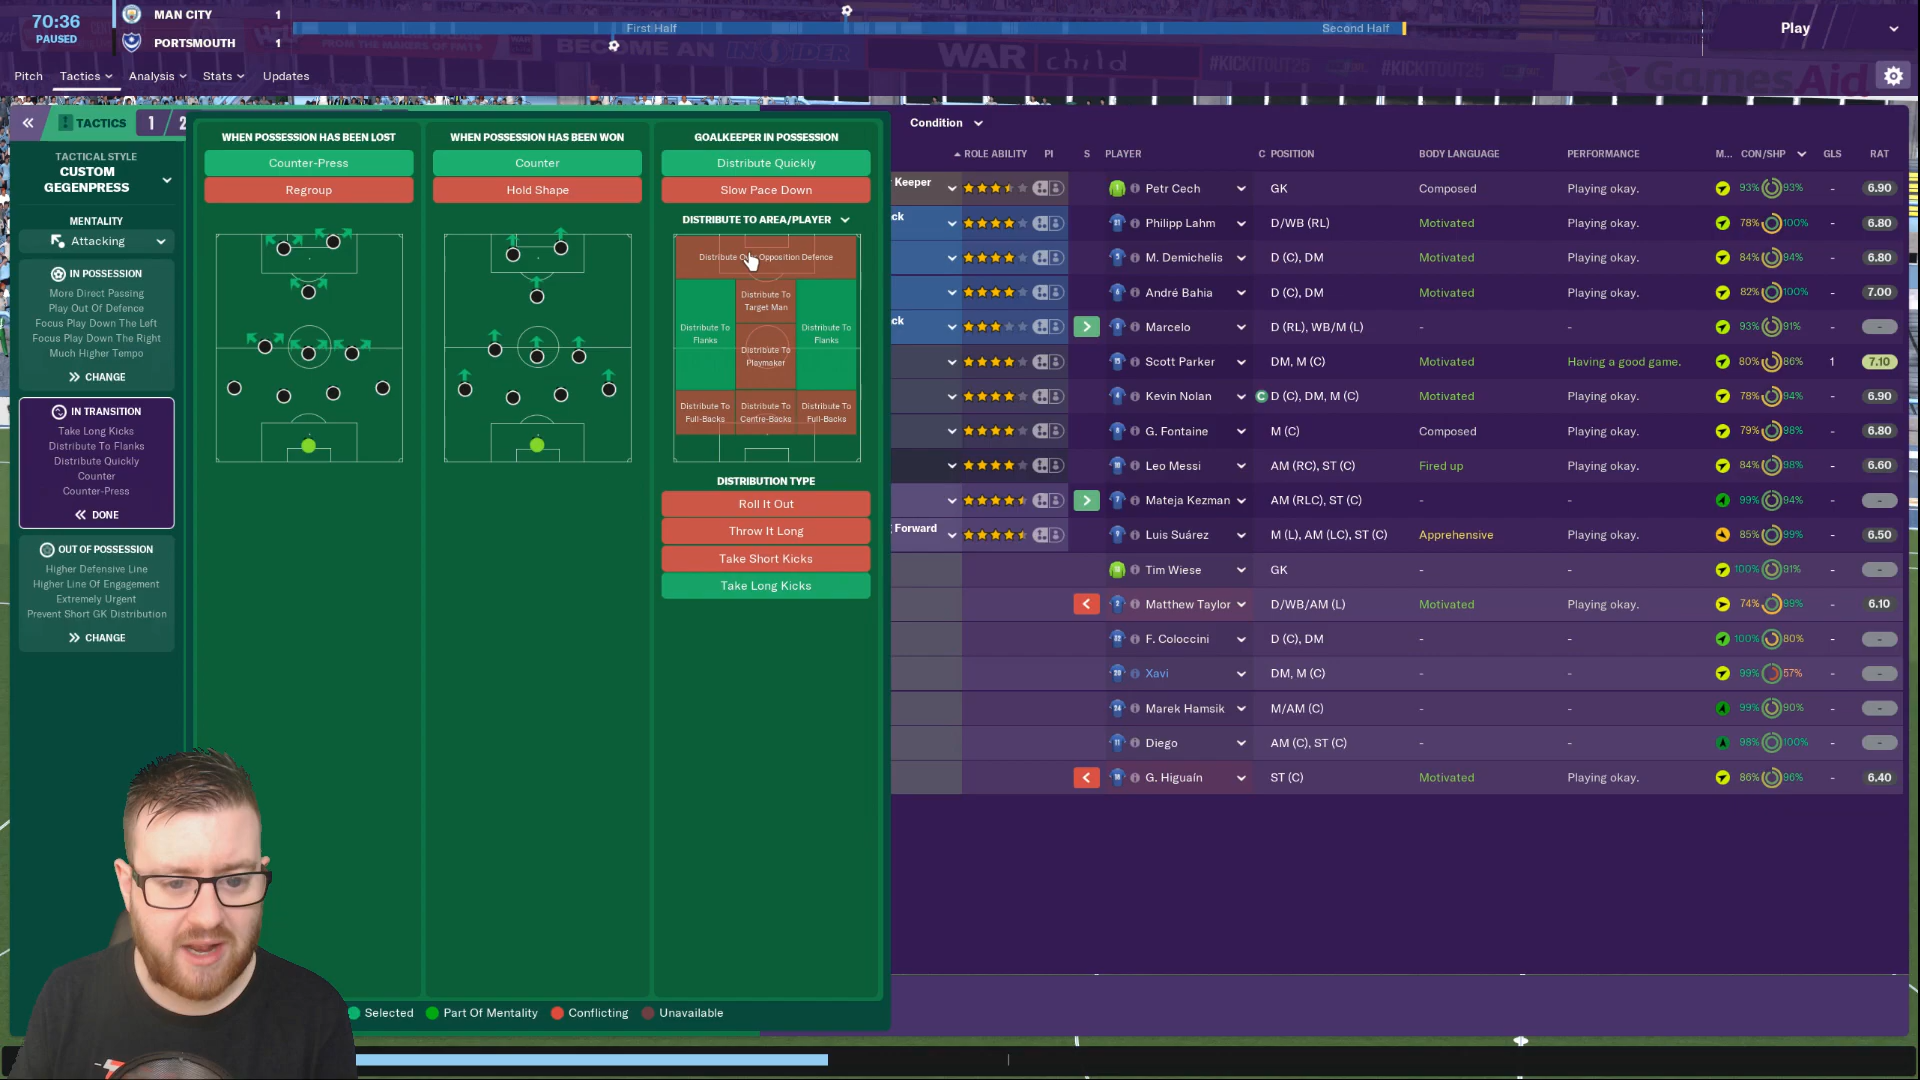 70:36
PAUSED
MAN CITY 1
PORTSMOUTH 1
First Half
Second Half
Play
FROM THE MAKERS OF FM
BECOME AN INSIDER
WAR child
#KICKITOUT25 #KICKITOUT25
GamesAid
Pitch Tactics Analysis Stats Updates
TACTICS 1 / 2
TACTICAL STYLE
CUSTOM
GEGENPRESS
MENTALITY
Attacking
IN POSSESSION
More Direct Passing
Play Out Of Defence
Focus Play Down The Left
Focus Play Down The Right
Much Higher Tempo
CHANGE
IN TRANSITION
Take Long Kicks
Distribute To Flanks
Distribute Quickly
Counter
Counter-Press
DONE
OUT OF POSSESSION
Higher Defensive Line
Higher Line Of Engagement
Extremely Urgent
Prevent Short GK Distribution
CHANGE
WHEN POSSESSION HAS BEEN LOST
Counter-Press
Regroup
WHEN POSSESSION HAS BEEN WON
Counter
Hold Shape
GOALKEEPER IN POSSESSION
Distribute Quickly
Slow Pace Down
DISTRIBUTE TO AREA/PLAYER
Distribute Opposition Defence
Distribute To
Target Man
Distribute To
Flanks
Distribute To
Flanks
Distribute To
Playmaker
Distribute To
Full-Backs
Distribute To
Centre-Backs
Distribute To
Full-Backs
DISTRIBUTION TYPE
Roll It Out
Throw It Long
Take Short Kicks
Take Long Kicks
Selected Part Of Mentality Conflicting Unavailable
Condition
ROLE ABILITY PI S PLAYER C POSITION BODY LANGUAGE PERFORMANCE M... CON/SHP GLS RAT
Keeper Petr Cech GK Composed Playing okay. 93% 93% - 6.90
ck Philipp Lahm D/WB (RL) Motivated Playing okay. 78% 100% - 6.80
M. Demichelis D (C), DM Motivated Playing okay. 84% 94% - 6.80
André Bahia D (C), DM Motivated Playing okay. 82% 100% - 7.00
ck Marcelo D (RL), WB/M (L) - - 93% 91% - -
Scott Parker DM, M (C) Motivated Having a good game. 80% 86% 1 7.10
Kevin Nolan C D (C), DM, M (C) Motivated Playing okay. 78% 94% - 6.90
G. Fontaine M (C) Composed Playing okay. 79% 98% - 6.80
Leo Messi AM (RC), ST (C) Fired up Playing okay. 84% 98% - 6.60
Mateja Kezman AM (RLC), ST (C) - - 99% 94% - -
Forward Luis Suárez M (L), AM (LC), ST (C) Apprehensive Playing okay. 85% 99% - 6.50
Tim Wiese GK - - 100% 91% - -
Matthew Taylor D/WB/AM (L) Motivated Playing okay. 74% 99% - 6.10
F. Coloccini D (C), DM - - 100% 80% - -
Xavi DM, M (C) - - 99% 57% - -
Marek Hamsik M/AM (C) - - 99% 90% - -
Diego AM (C), ST (C) - - 98% 100% - -
G. Higuaín ST (C) Motivated Playing okay. 86% 96% - 6.40